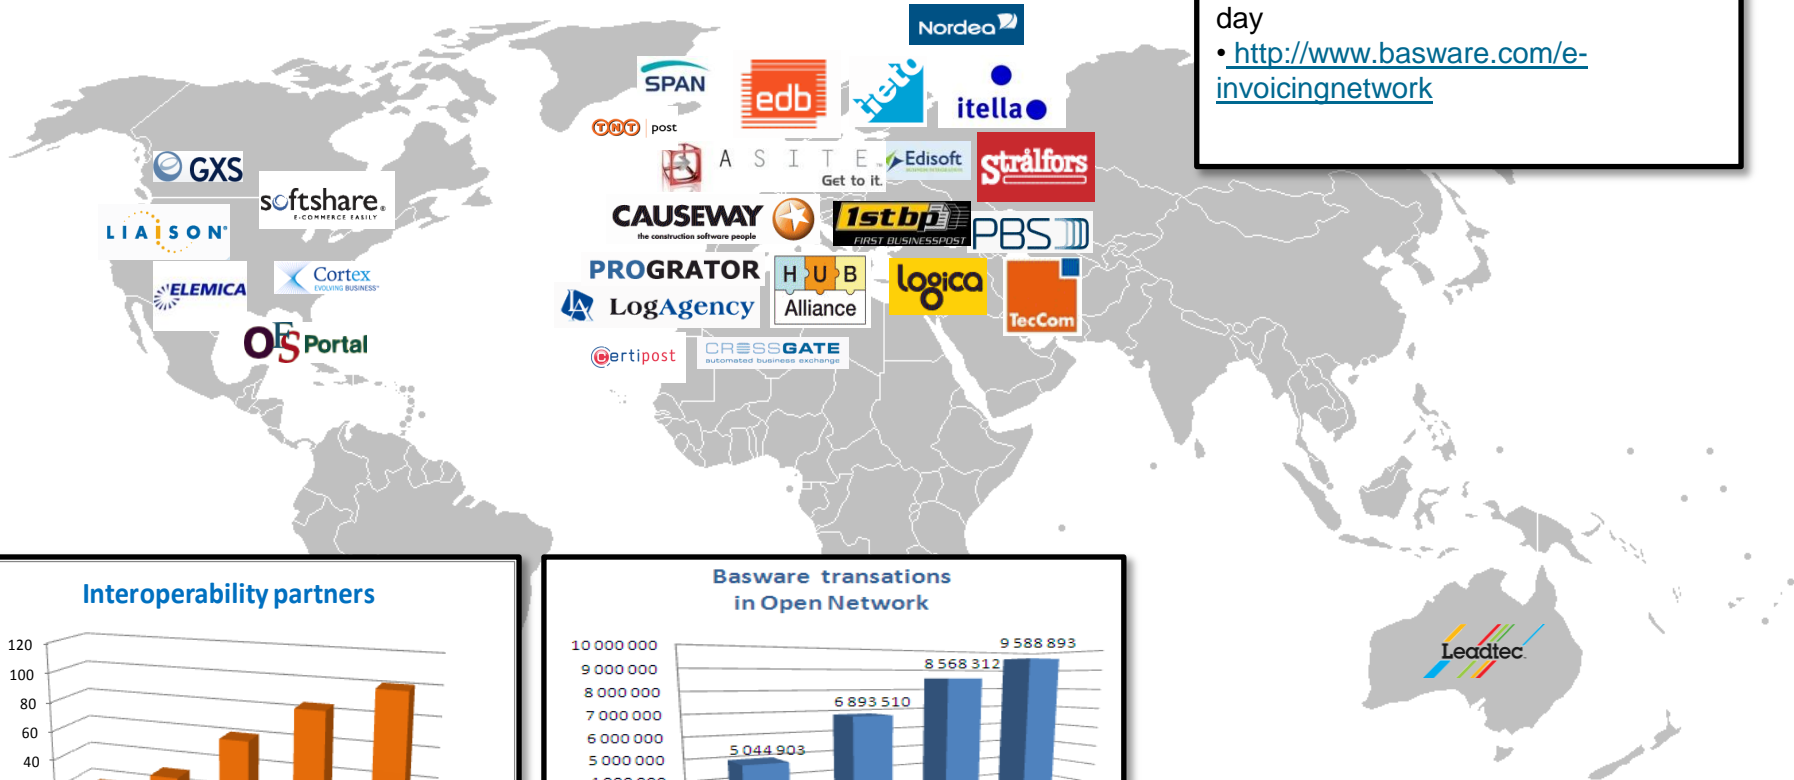 day
• http://www.basware.com/e-
invoicingnetwork
Nordea
SPAN
edb
tieto
itella
TNT post
ASITE™
Get to it.
Edisoft
Strålfors
GXS
softshare®
E-COMMERCE EASILY
LIAISON®
CAUSEWAY
the construction software people
1stbp
FIRST BUSINESSPOST
PBS
ELEMICA
Cortex
EVOLVING BUSINESS™
PROGRATOR
HUB
Alliance
LogAgency
logica
TecCom
OFS Portal
certipost
CROSSGATE
automated business exchange
Leadtec
Interoperability partners
120
100
80
60
40
Basware transations
in Open Network
10 000 000
9 000 000
8 000 000
7 000 000
6 000 000
5 000 000
5 044 903
6 893 510
8 568 312
9 588 893